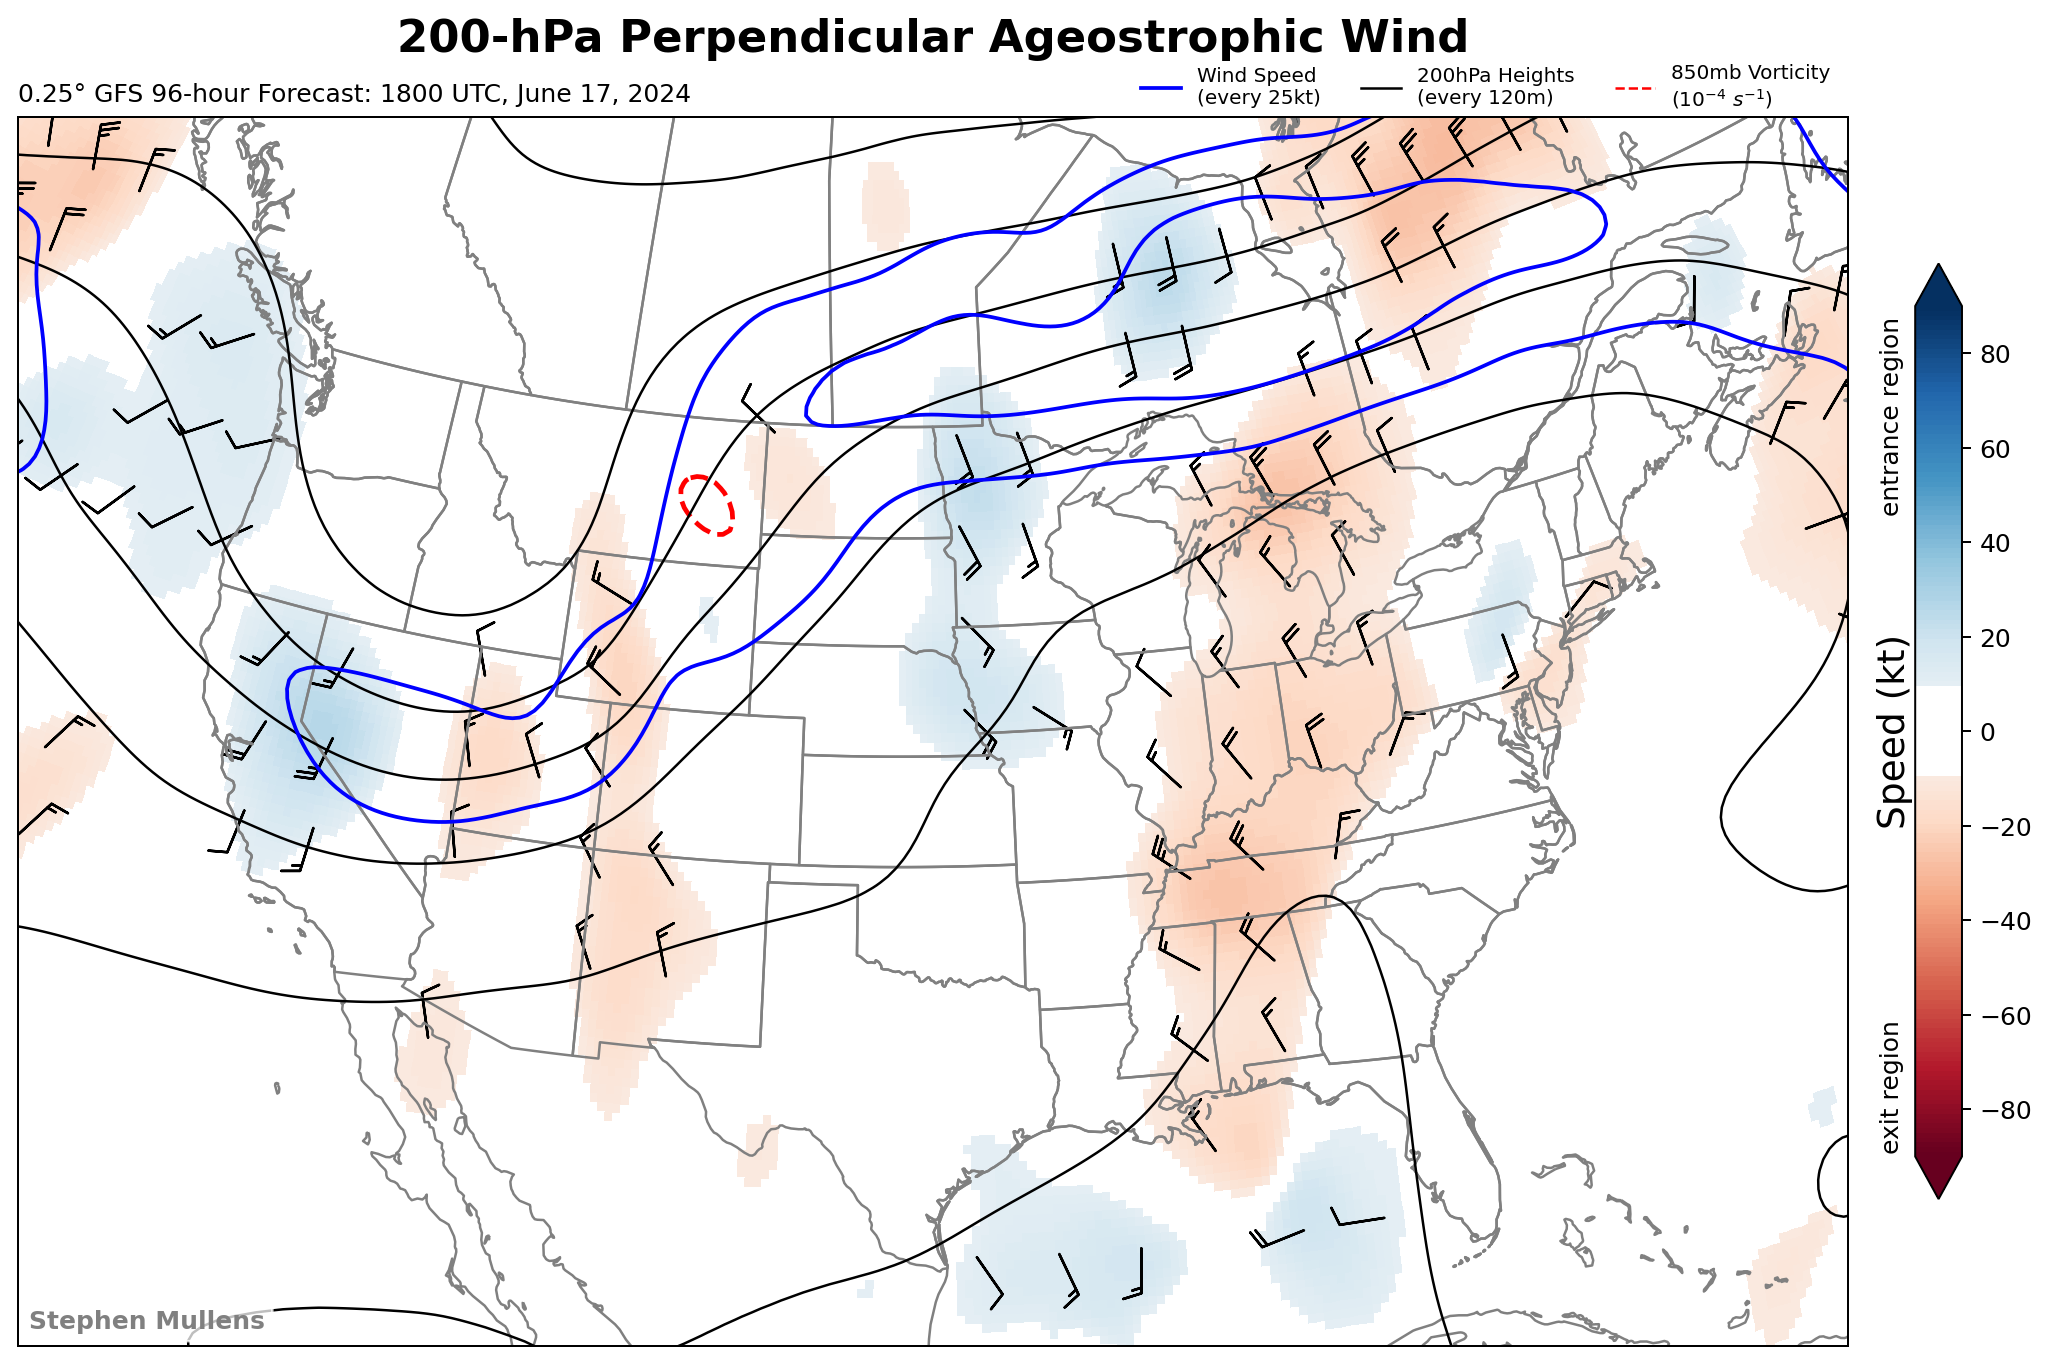 200-hPa Perpendicular Ageostrophic Wind
0.25° GFS 96-hour Forecast: 1800 UTC, June 17, 2024
Wind Speed
(every 25kt)
200hPa Heights
(every 120m)
850mb Vorticity
(10⁻⁴ s⁻¹)
entrance region
Speed (kt)
exit region
80
60
40
20
0
−20
−40
−60
−80
Stephen Mullens